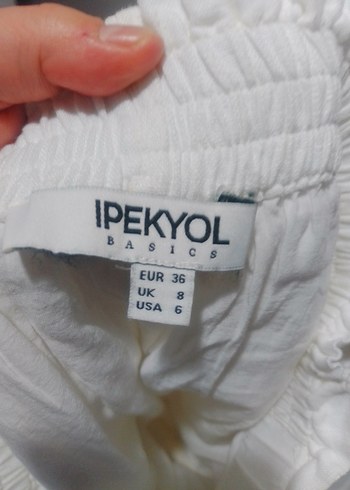 IPEKYOL
BASICS
EUR 36
UK 8
USA 6